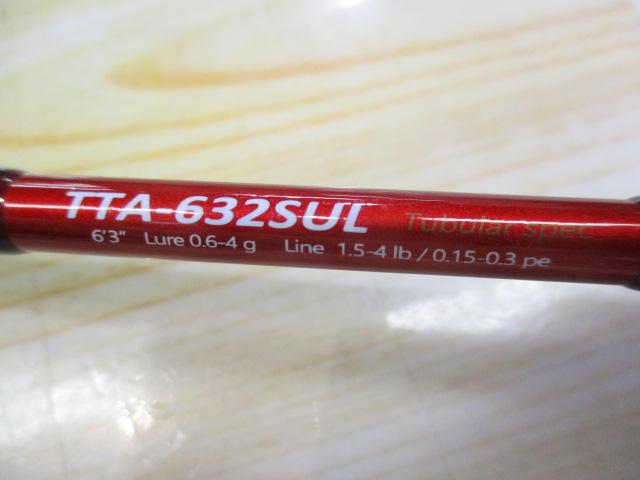 TTA-632SUL Tubular spec
6'3" Lure 0.6-4 g Line 1.5-4 lb / 0.15-0.3 pe